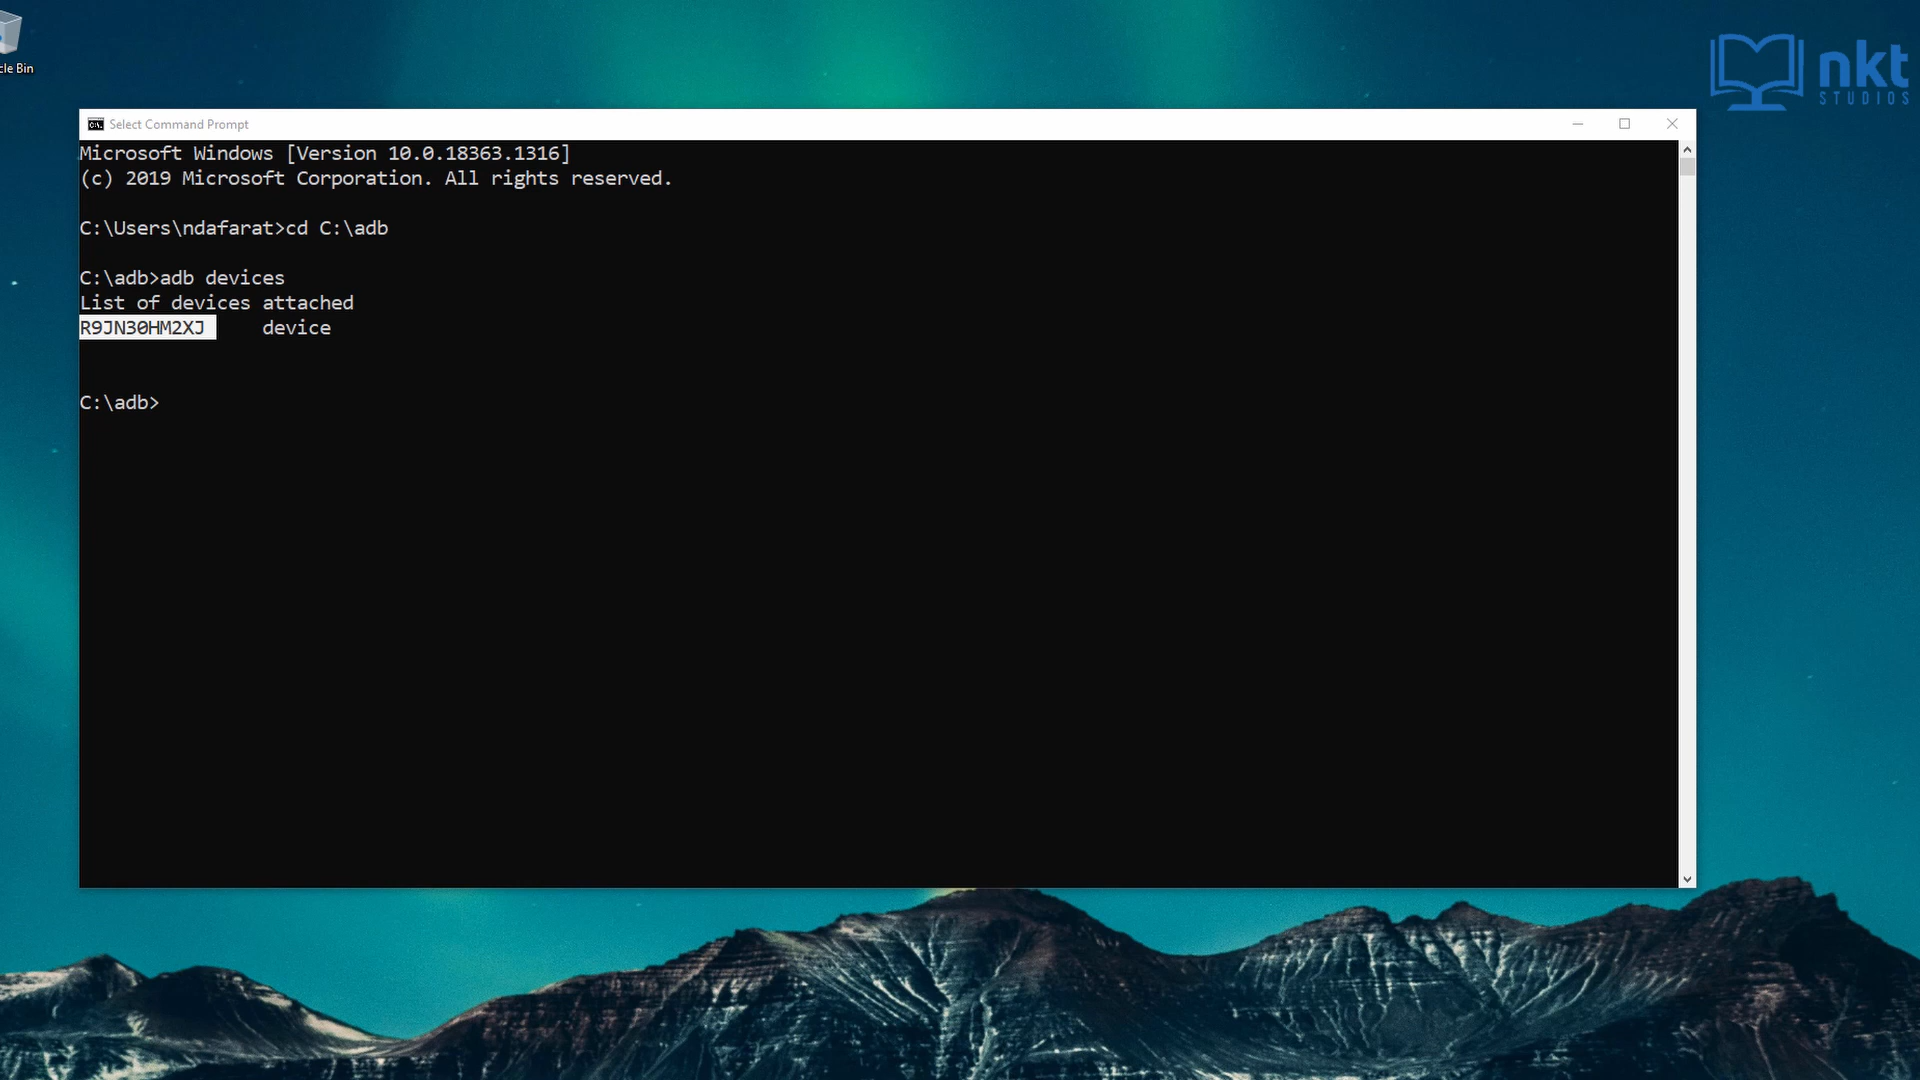 cle Bin
nkt
STUDIOS
Select Command Prompt
Microsoft Windows [Version 10.0.18363.1316]
(c) 2019 Microsoft Corporation. All rights reserved.
C:\Users\ndafarat>cd C:\adb
C:\adb>adb devices
List of devices attached
R9JN30HM2XJ device
C:\adb>